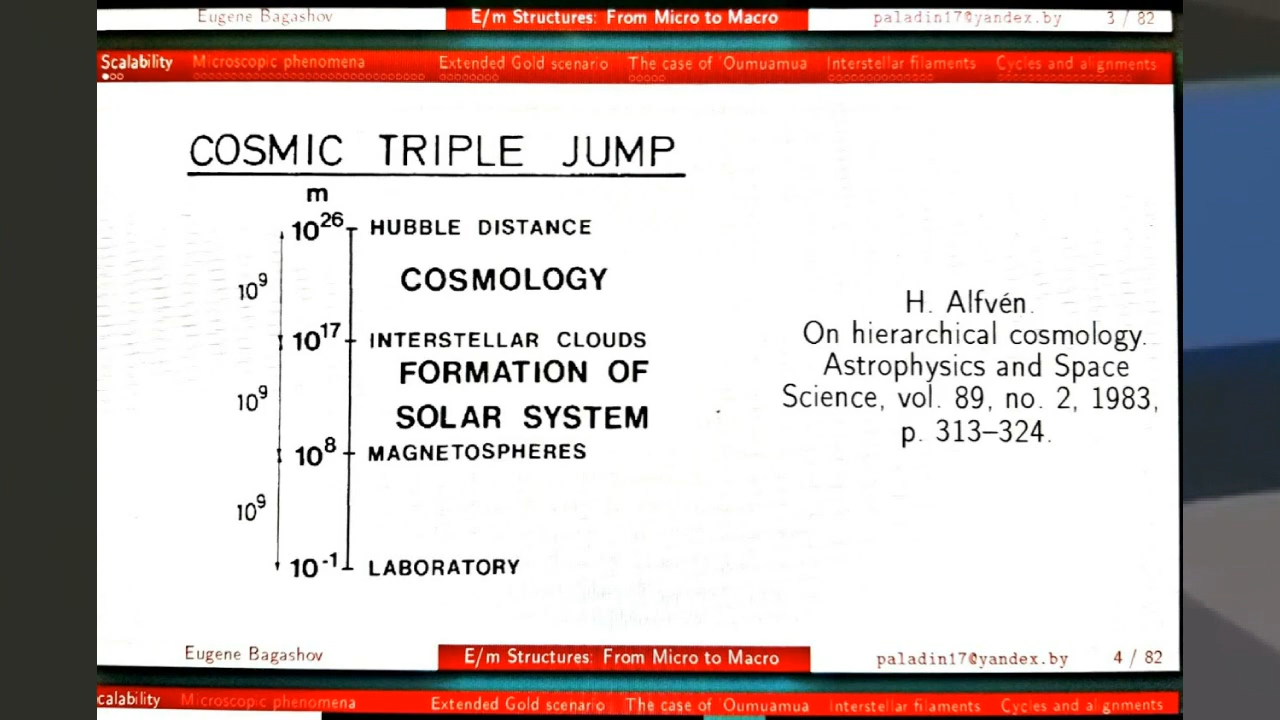 Eugene Bagashov E/m Structures: From Micro to Macro paladin17@yandex.by 3 / 82
Scalability Microscopic phenomena Extended Gold scenario The case of 'Oumuamua Interstellar filaments Cycles and alignments
COSMIC TRIPLE JUMP
m
10^26 HUBBLE DISTANCE
10^9 COSMOLOGY
10^17 INTERSTELLAR CLOUDS
10^9 FORMATION OF
SOLAR SYSTEM
10^8 MAGNETOSPHERES
10^9
10^-1 LABORATORY
H. Alfvén.
On hierarchical cosmology.
Astrophysics and Space
Science, vol. 89, no. 2, 1983,
p. 313–324.
Eugene Bagashov E/m Structures: From Micro to Macro paladin17@yandex.by 4 / 82
calability Microscopic phenomena Extended Gold scenario The case of 'Oumuamua Interstellar filaments Cycles and alignments